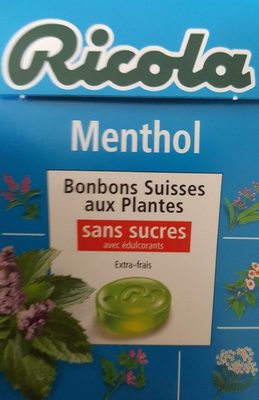 Ricola
Menthol
Bonbons Suisses
aux Plantes
sans sucres
avec édulcorants
Extra-frais